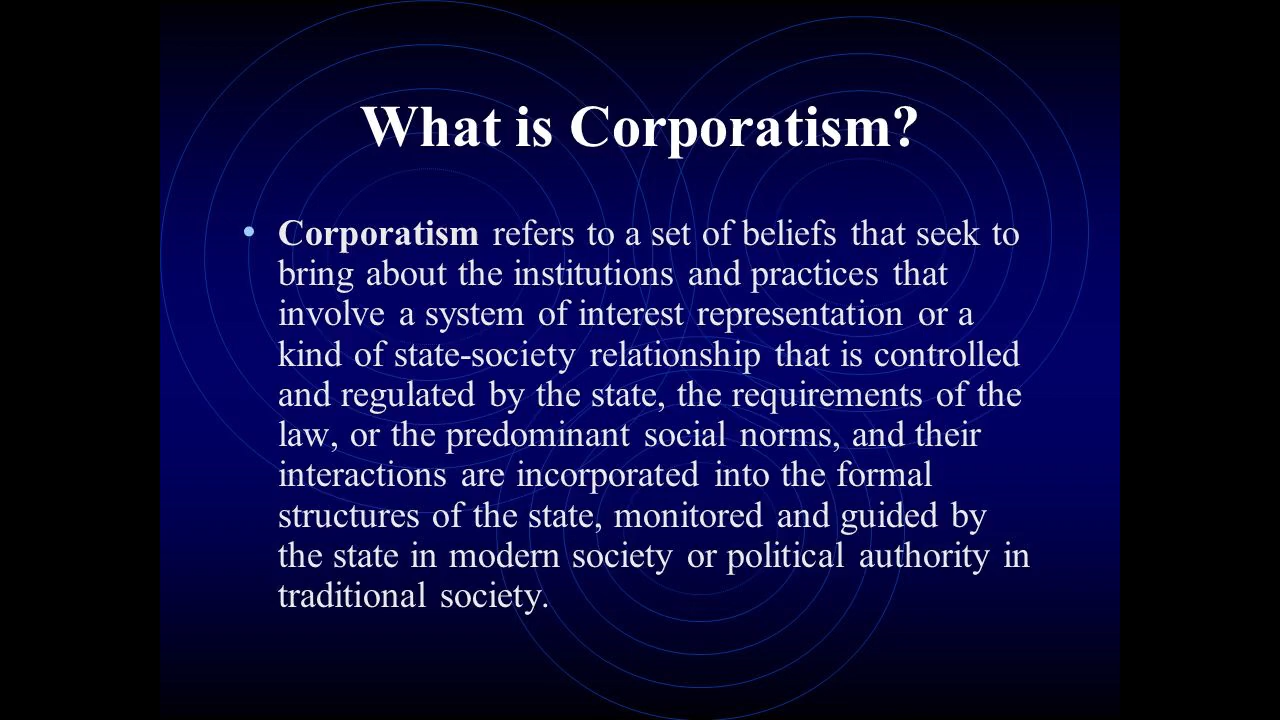 What is Corporatism?
• Corporatism refers to a set of beliefs that seek to
bring about the institutions and practices that
involve a system of interest representation or a
kind of state-society relationship that is controlled
and regulated by the state, the requirements of the
law, or the predominant social norms, and their
interactions are incorporated into the formal
structures of the state, monitored and guided by
the state in modern society or political authority in
traditional society.